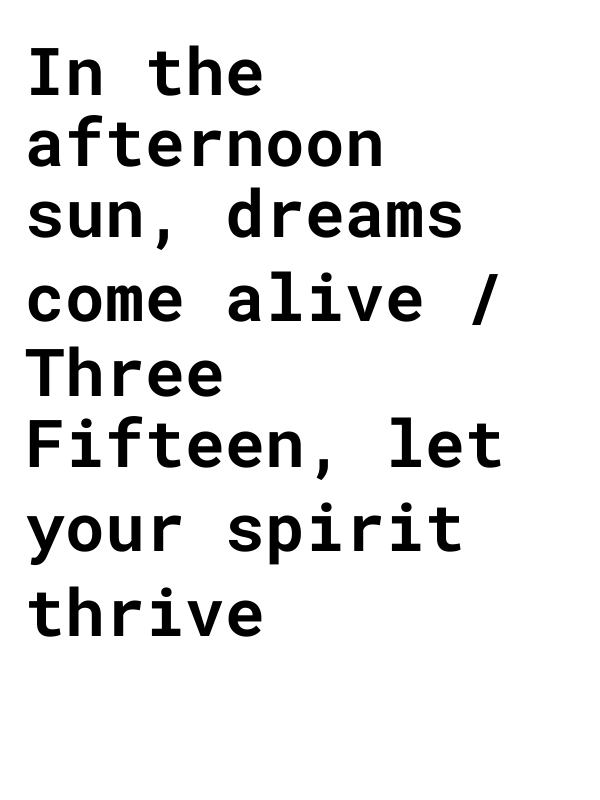 In the
afternoon
sun, dreams
come alive /
Three
Fifteen, let
your spirit
thrive